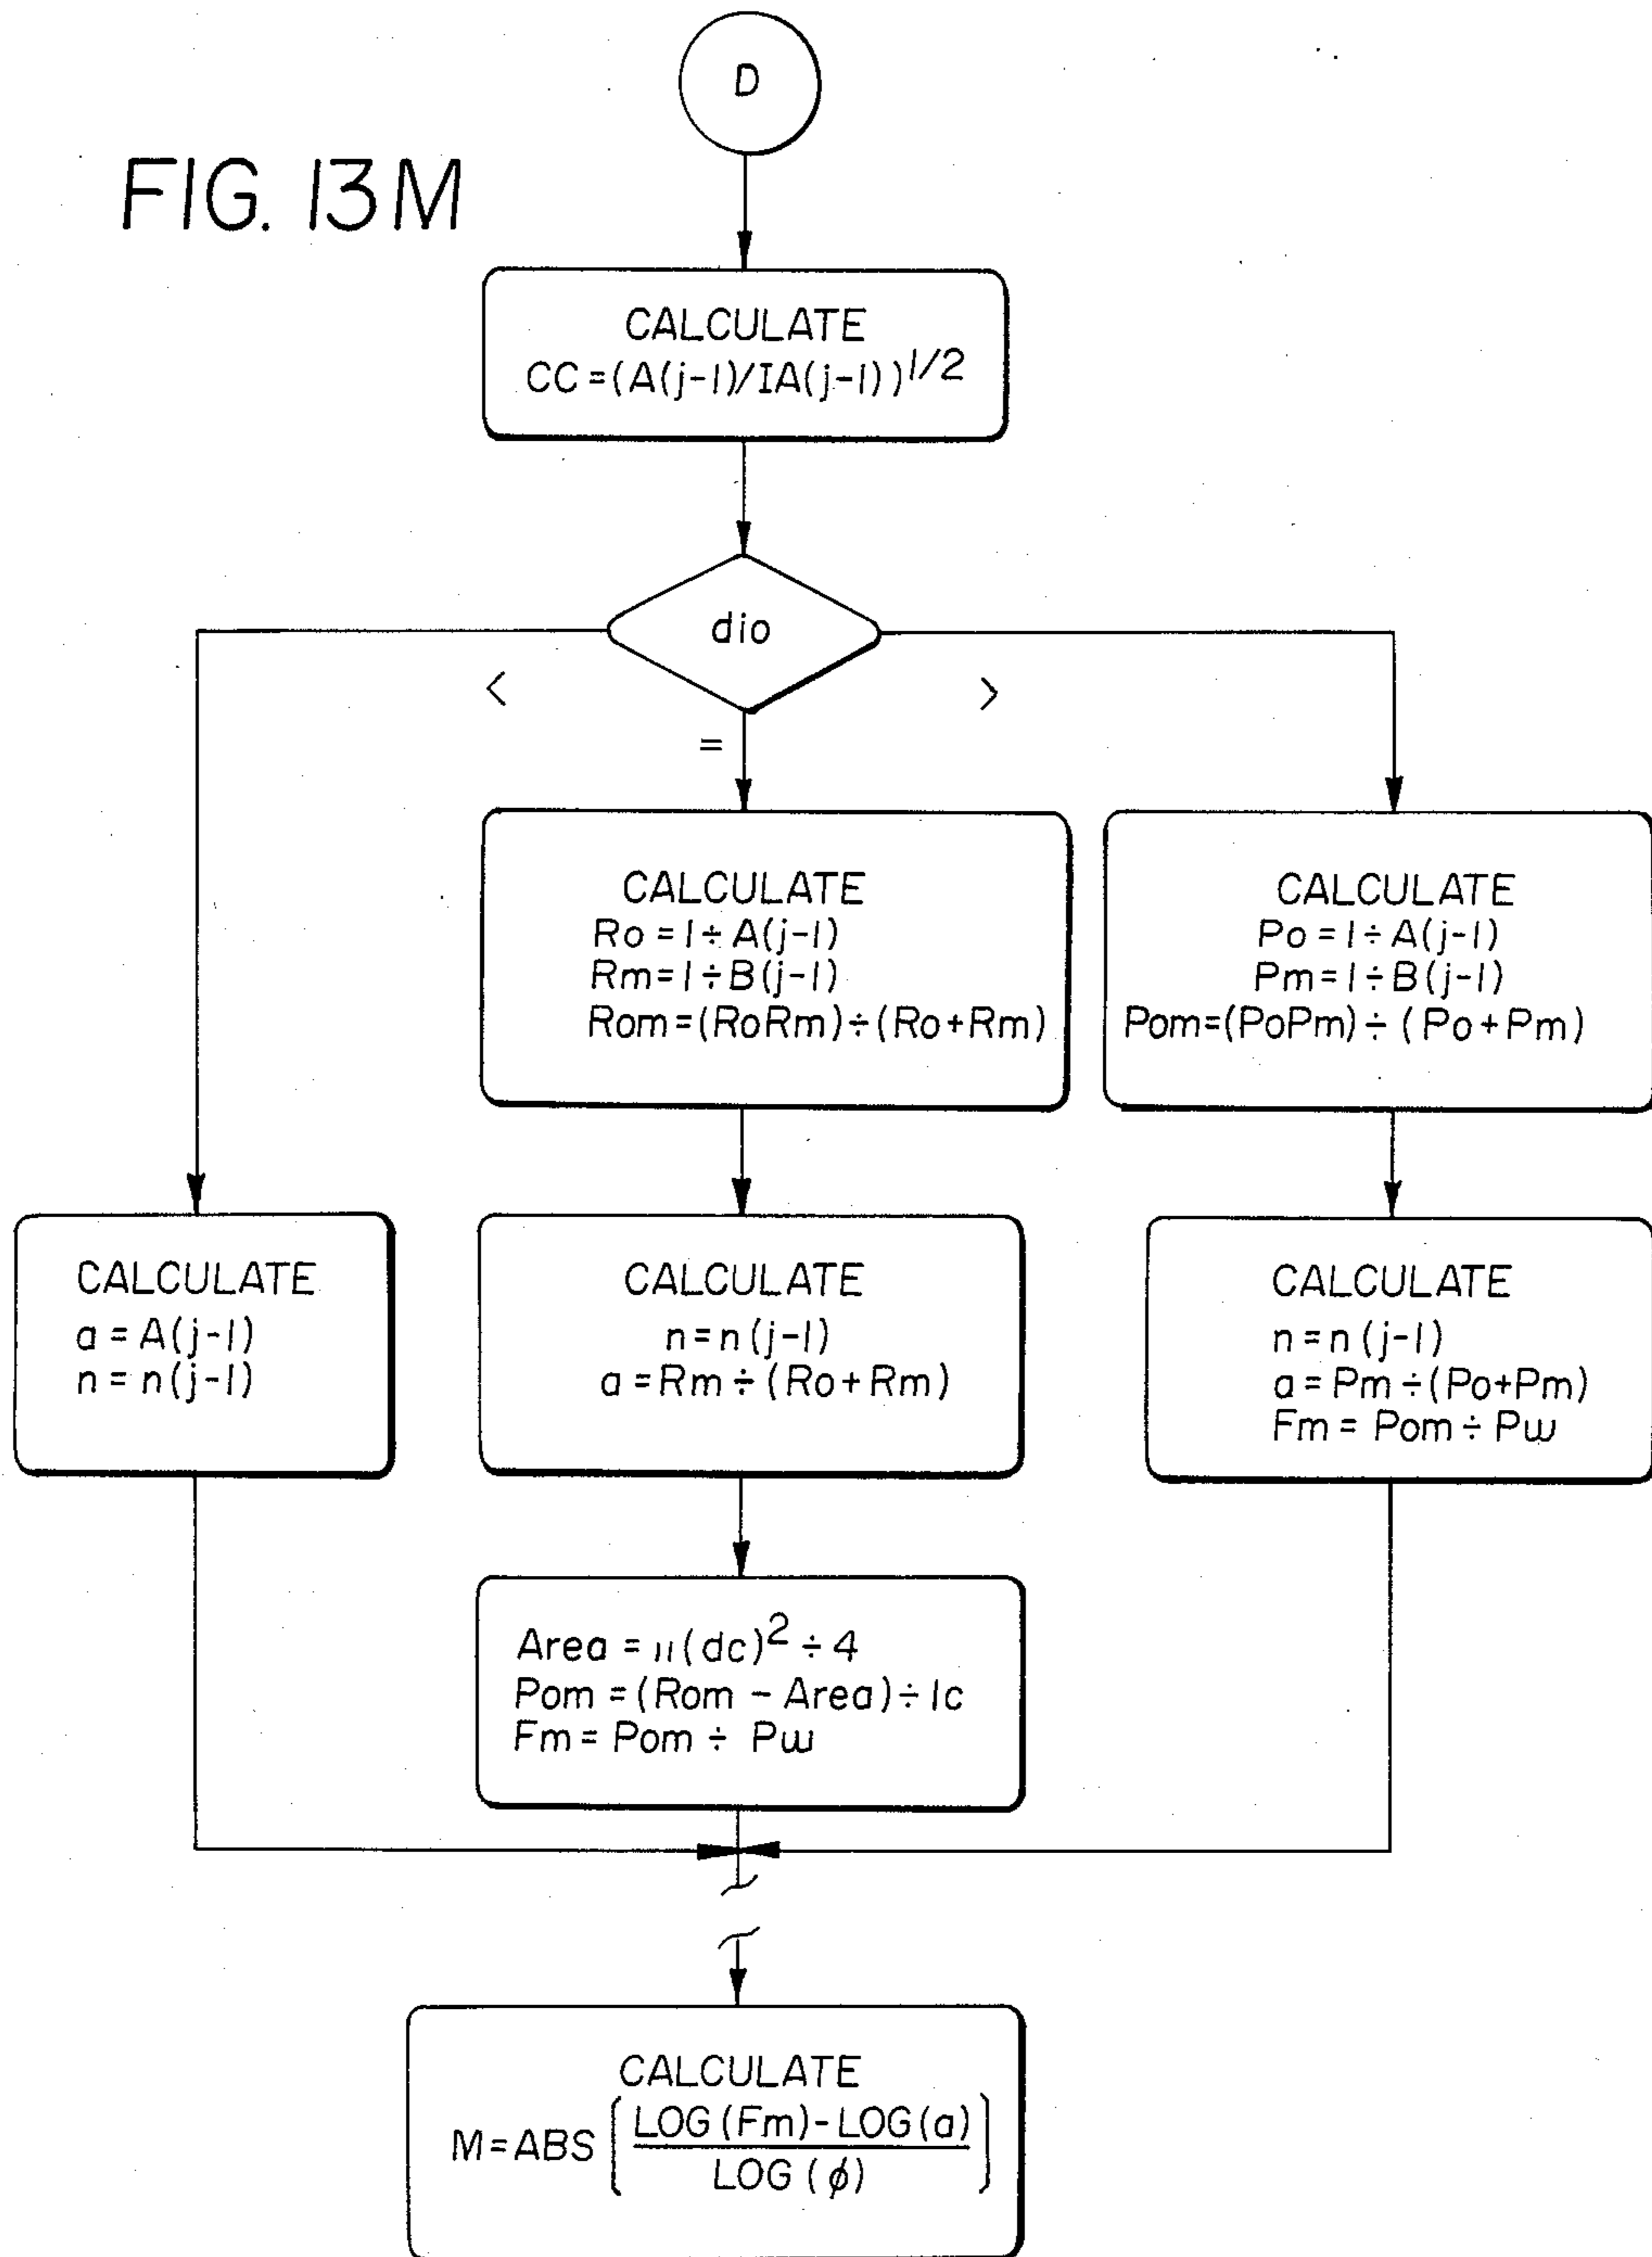 D
FIG. 13M
CALCULATE
CC = (A(j-1)/IA(j-1))^1/2
dio
<
>
=
CALCULATE
Ro = 1 ÷ A(j-1)
Rm = 1 ÷ B(j-1)
Rom = (RoRm) ÷ (Ro + Rm)
CALCULATE
Po = 1 ÷ A(j-1)
Pm = 1 ÷ B(j-1)
Pom = (PoPm) ÷ (Po + Pm)
CALCULATE
a = A(j-1)
n = n(j-1)
CALCULATE
n = n(j-1)
a = Rm ÷ (Ro + Rm)
CALCULATE
n = n(j-1)
a = Pm ÷ (Po + Pm)
Fm = Pom ÷ Pw
Area = π(dc)² ÷ 4
Pom = (Rom - Area) ÷ lc
Fm = Pom ÷ Pw
CALCULATE
M = ABS [ LOG (Fm) - LOG (a) / LOG (ϕ) ]